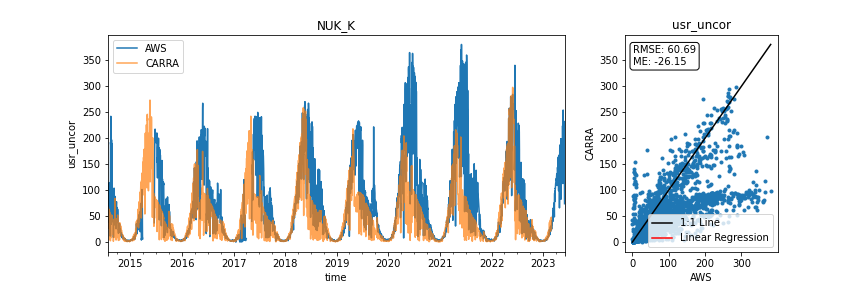 NUK_K
usr_uncor
350
300
250
200
150
100
50
0
AWS
CARRA
2015
2016
2017
2018
2019
2020
2021
2022
2023
time
usr_uncor
CARRA
350
300
250
200
150
100
50
0
RMSE: 60.69
ME: -26.15
1:1 Line
Linear Regression
0
100
200
300
AWS